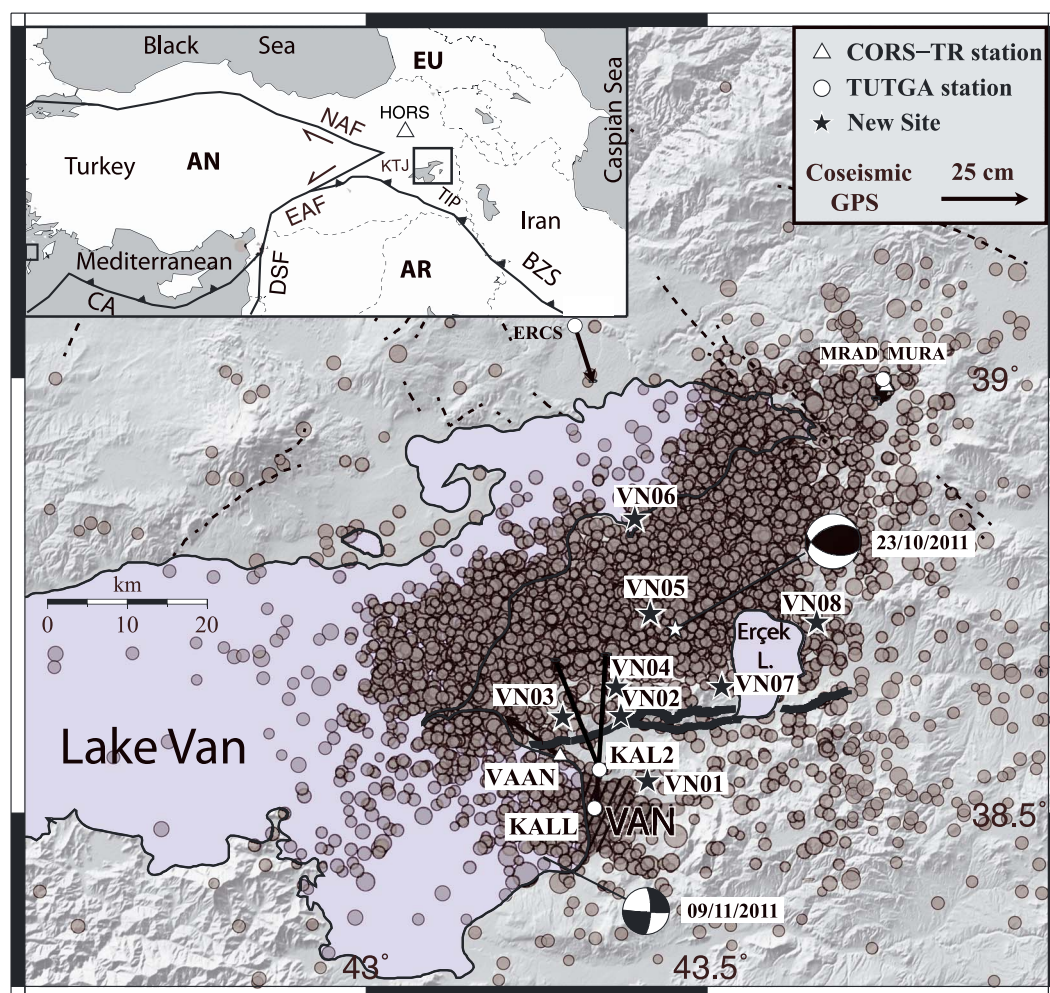 Black Sea
EU
Caspian Sea
HORS
NAF
Turkey
AN
KTJ
TIP
EAF
Iran
Mediterranean
DSF
AR
BZS
CA
CORS–TR station
TUTGA station
New Site
Coseismic
GPS
25 cm
ERCS
MRAD MURA
39°
VN06
23/10/2011
km
0 10 20
VN05
VN08
Erçek
L.
VN04
VN07
VN03
VN02
Lake Van
VAAN
KAL2
VN01
KALL
VAN
38.5
09/11/2011
43°
43.5°